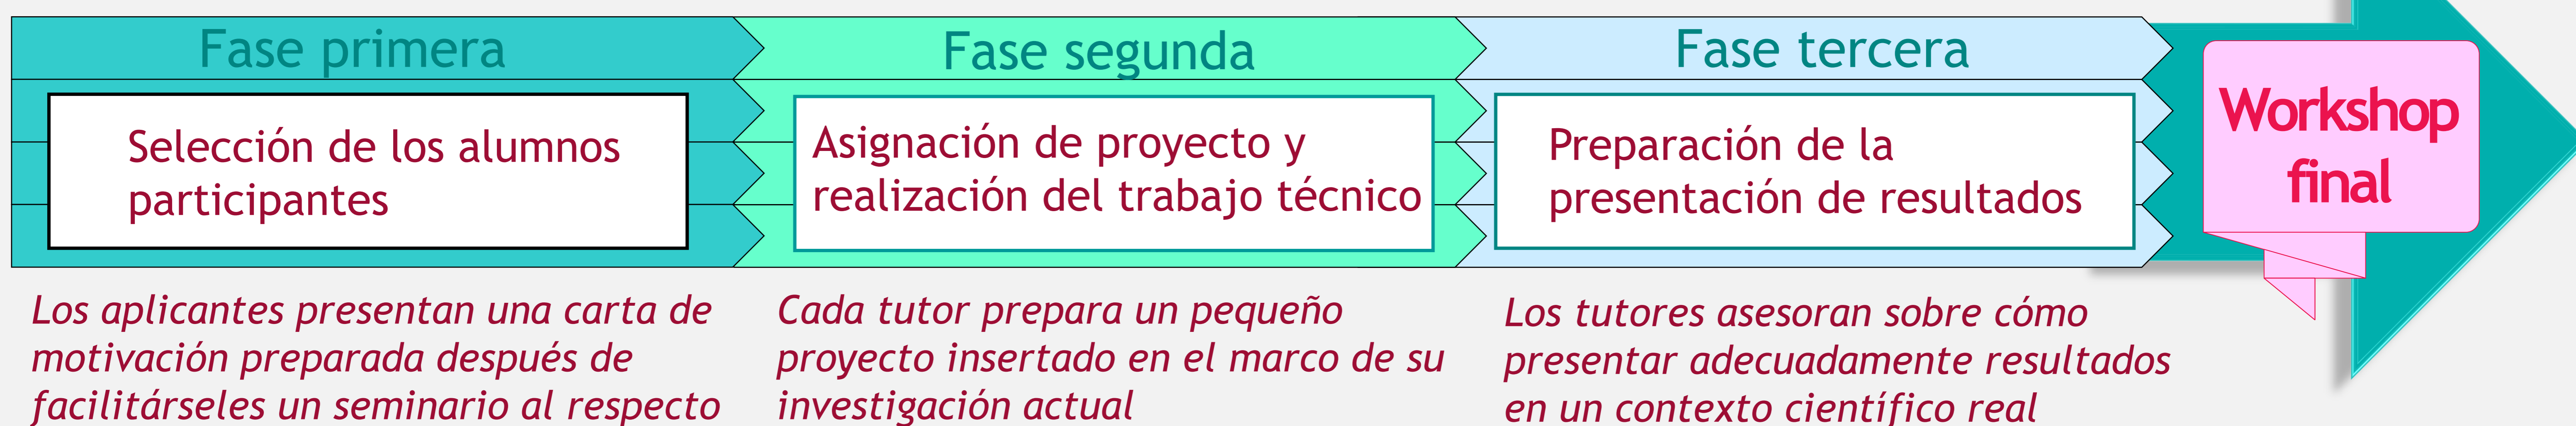 Fase primera
Selección de los alumnos
participantes
Los aplicantes presentan una carta de
motivación preparada después de
facilitárseles un seminario al respecto
Fase segunda
Asignación de proyecto y
realización del trabajo técnico
Cada tutor prepara un pequeño
proyecto insertado en el marco de su
investigación actual
Fase tercera
Preparación de la
presentación de resultados
Los tutores asesoran sobre cómo
presentar adecuadamente resultados
en un contexto científico real
Workshop
final